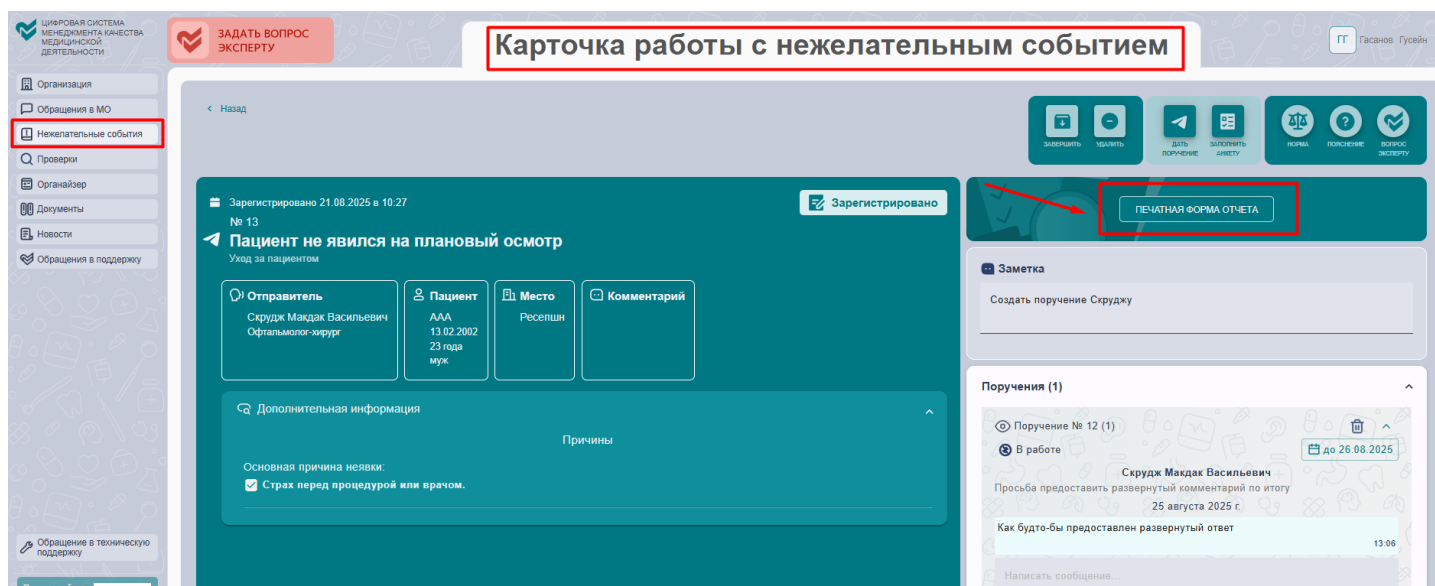 ЦИФРОВАЯ СИСТЕМА
МЕНЕДЖМЕНТА КАЧЕСТВА
МЕДИЦИНСКОЙ
ДЕЯТЕЛЬНОСТИ
ЗАДАТЬ ВОПРОС
ЭКСПЕРТУ
Карточка работы с нежелательным событием
ГГ
Гасанов Гусейн
Организация
Обращения в МО
Нежелательные события
Проверки
Органайзер
Документы
Новости
Обращения в поддержку
Обращение в техническую
поддержку
Назад
ЗАВЕРШИТЬ
УДАЛИТЬ
ДАТЬ
ПОРУЧЕНИЕ
ЗАПОЛНИТЬ
АНКЕТУ
НОРМА
ПОЯСНЕНИЕ
ВОПРОС
ЭКСПЕРТУ
Зарегистрировано 21.08.2025 в 10:27
Зарегистрировано
№ 13
Пациент не явился на плановый осмотр
Уход за пациентом
Отправитель
Скрудж Макдак Васильевич
Офтальмолог-хирург
Пациент
ААА
13.02.2002
23 года
муж
Место
Ресепшн
Комментарий
Дополнительная информация
Причины
Основная причина неявки:
Страх перед процедурой или врачом.
ПЕЧАТНАЯ ФОРМА ОТЧЕТА
Заметка
Создать поручение Скруджу
Поручения (1)
Поручение № 12 (1)
В работе
до 26.08.2025
Скрудж Макдак Васильевич
Просьба предоставить развернутый комментарий по итогу
25 августа 2025 г.
Как будто-бы предоставлен развернутый ответ
13:06
Написать сообщение...